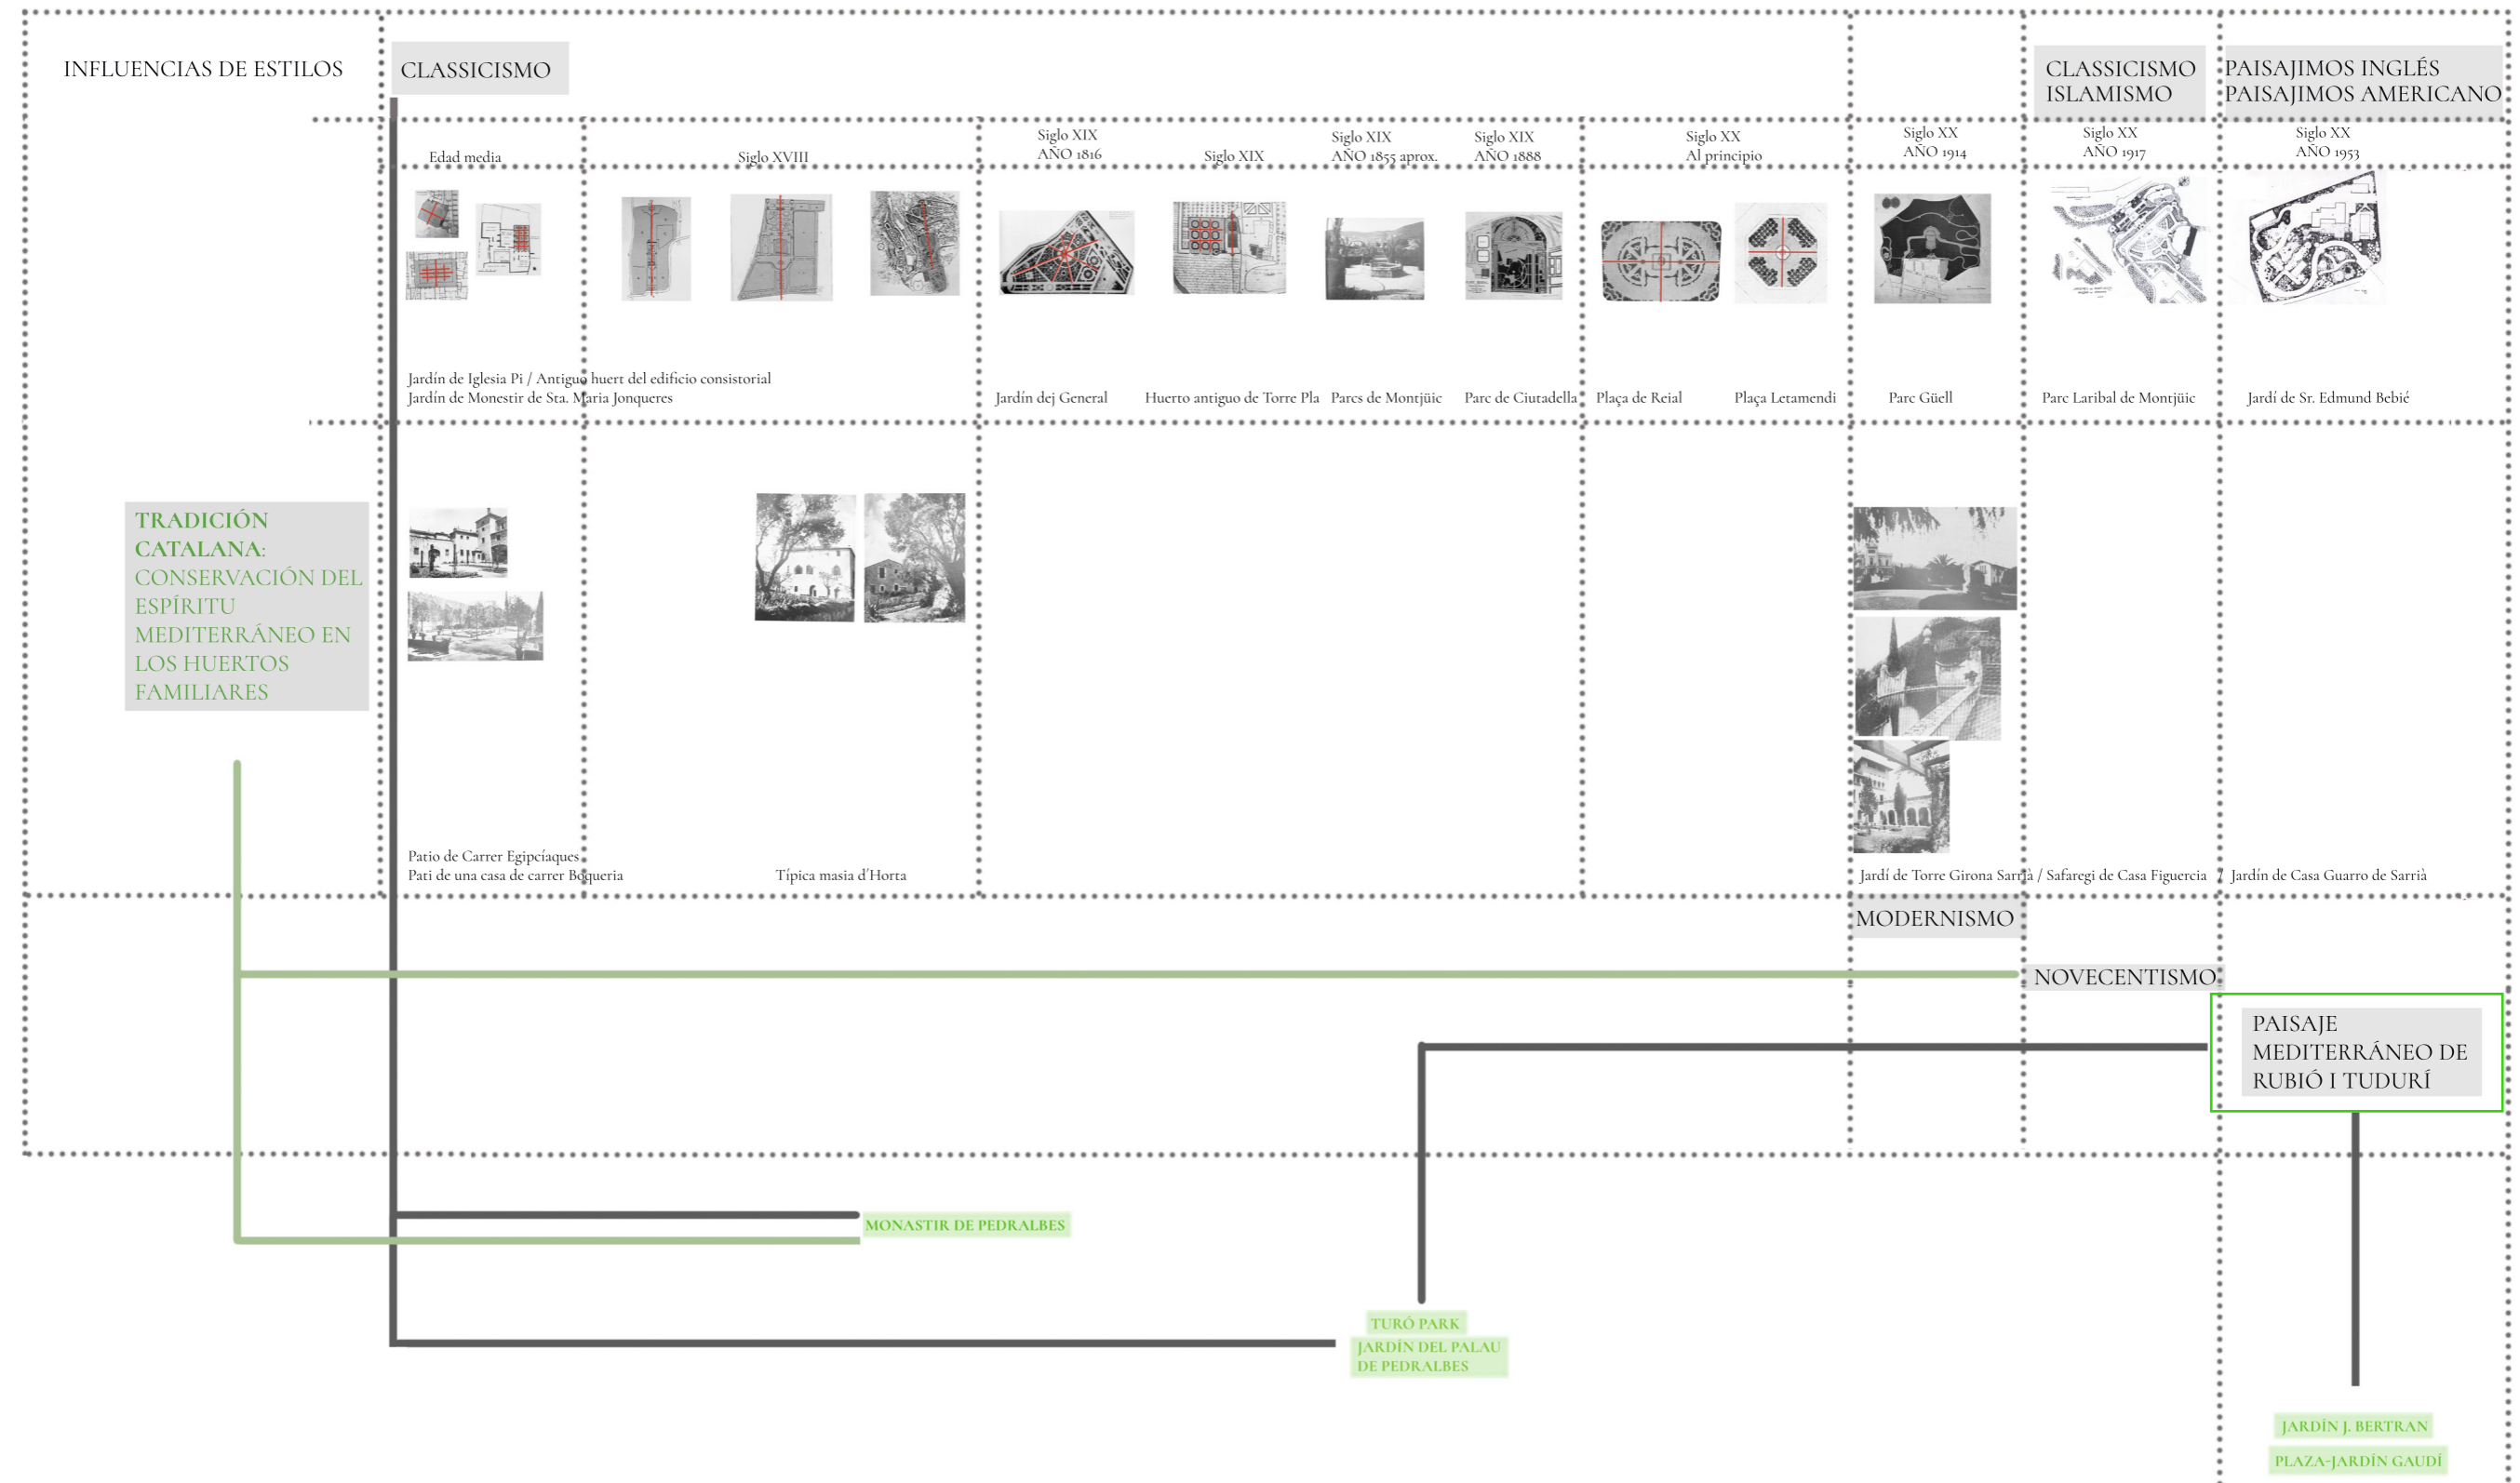 INFLUENCIAS DE ESTILOS
CLASSICISMO
CLASSICISMO
ISLAMISMO
PAISAJIMOS INGLÉS
PAISAJIMOS AMERICANO
Edad media
Siglo XVIII
Siglo XIX
AÑO 1816
Siglo XIX
Siglo XIX
AÑO 1855 aprox.
Siglo XIX
AÑO 1888
Siglo XX
Al principio
Siglo XX
AÑO 1914
Siglo XX
AÑO 1917
Siglo XX
AÑO 1953
Jardín de Iglesia Pi / Antiguo huert del edificio consistorial
Jardín de Monestir de Sta. Maria Jonqueres
Jardín dej General
Huerto antiguo de Torre Pla
Parcs de Montjüic
Parc de Ciutadella
Plaça de Reial
Plaça Letamendi
Parc Güell
Parc Laribal de Montjüic
Jardí de Sr. Edmund Bebié
TRADICIÓN
CATALANA:
CONSERVACIÓN DEL
ESPÍRITU
MEDITERRÁNEO EN
LOS HUERTOS
FAMILIARES
Patio de Carrer Egipcíaques
Pati de una casa de carrer Boqueria
Típica masia d´Horta
Jardí de Torre Girona Sarrià / Safaregi de Casa Figuercia / Jardín de Casa Guarro de Sarrià
MODERNISMO
NOVECENTISMO
PAISAJE
MEDITERRÁNEO DE
RUBIÓ I TUDURÍ
MONASTIR DE PEDRALBES
TURÓ PARK
JARDÍN DEL PALAU
DE PEDRALBES
JARDÍN J. BERTRAN
PLAZA-JARDÍN GAUDÍ